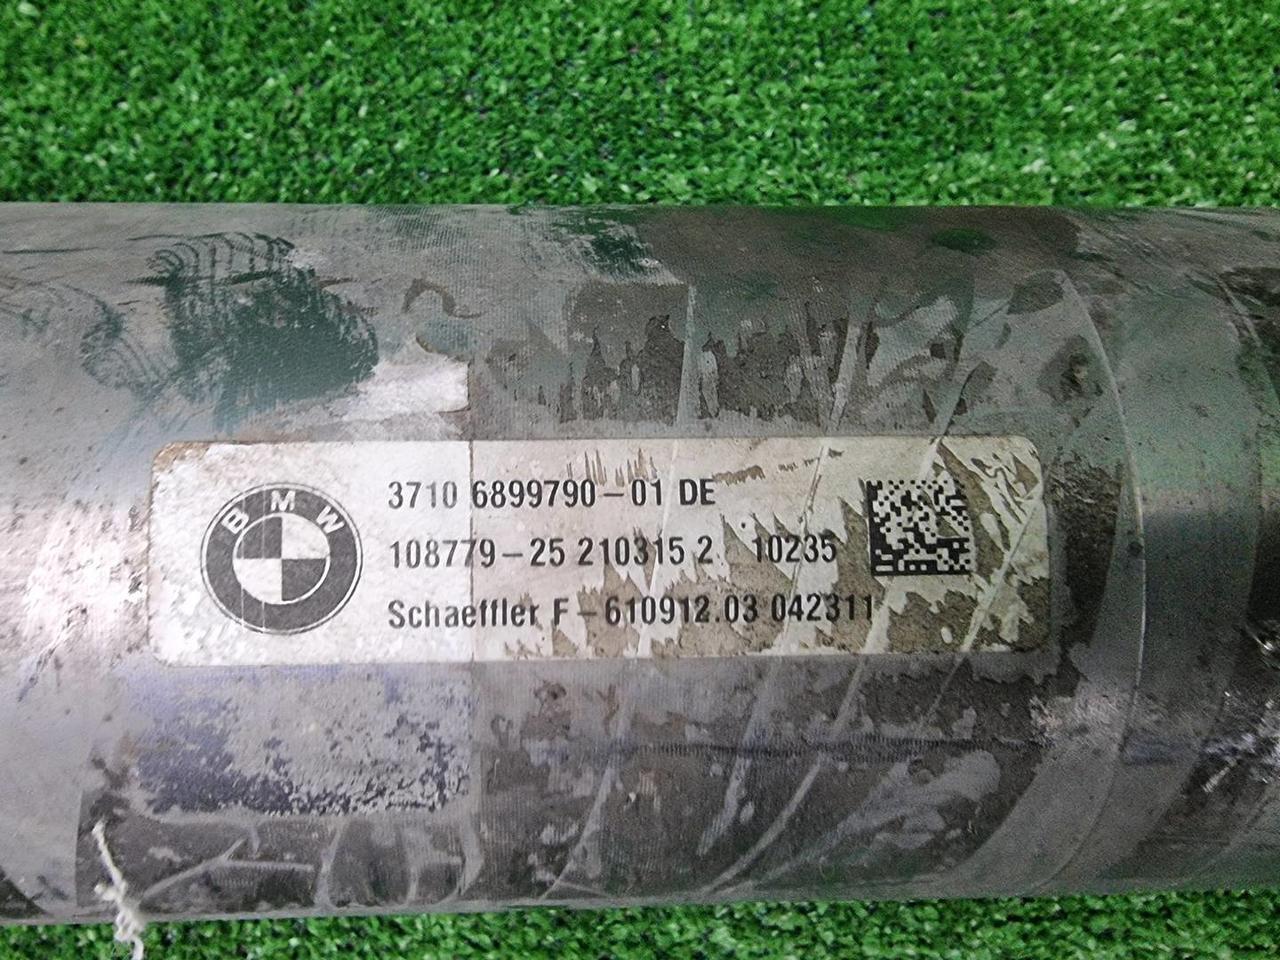 BMW
3710 6899790-01 DE
108779-25 210315 2 10235
Schaeffler F-610912.03 042311